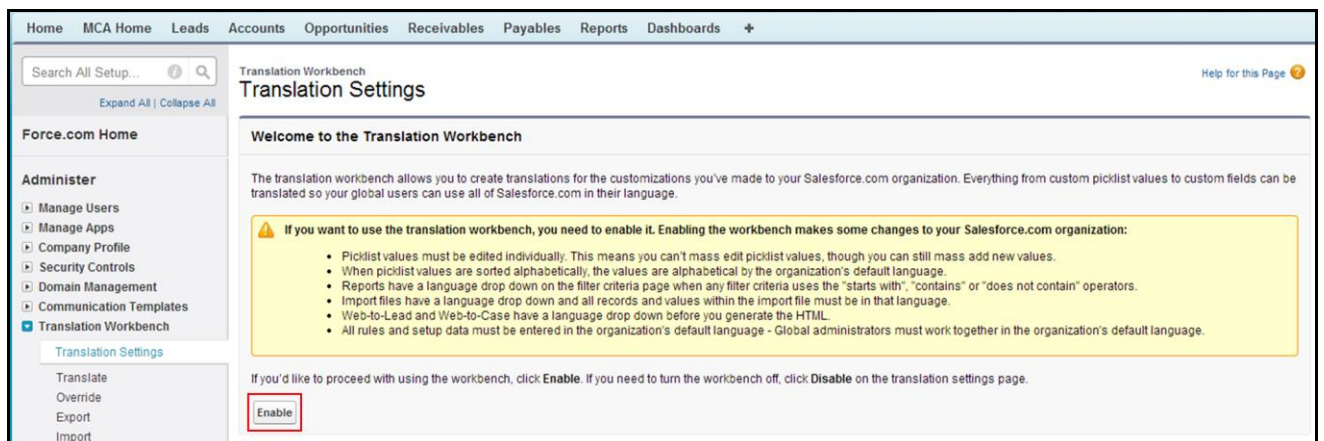 Home MCA Home Leads Accounts Opportunities Receivables Payables Reports Dashboards +
Search All Setup...
Expand All | Collapse All
Force.com Home
Administer
Manage Users
Manage Apps
Company Profile
Security Controls
Domain Management
Communication Templates
Translation Workbench
Translation Settings
Translate
Override
Export
Import
Translation Workbench
Translation Settings
Help for this Page ?
Welcome to the Translation Workbench
The translation workbench allows you to create translations for the customizations you've made to your Salesforce.com organization. Everything from custom picklist values to custom fields can be
translated so your global users can use all of Salesforce.com in their language.
If you want to use the translation workbench, you need to enable it. Enabling the workbench makes some changes to your Salesforce.com organization:
• Picklist values must be edited individually. This means you can't mass edit picklist values, though you can still mass add new values.
• When picklist values are sorted alphabetically, the values are alphabetical by the organization's default language.
• Reports have a language drop down on the filter criteria page when any filter criteria uses the "starts with", "contains" or "does not contain" operators.
• Import files have a language drop down and all records and values within the import file must be in that language.
• Web-to-Lead and Web-to-Case have a language drop down before you generate the HTML.
• All rules and setup data must be entered in the organization's default language - Global administrators must work together in the organization's default language.
If you'd like to proceed with using the workbench, click Enable. If you need to turn the workbench off, click Disable on the translation settings page.
Enable